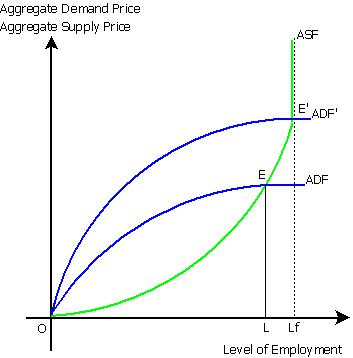 Aggregate Demand Price
Aggregate Supply Price
ASF
E'
ADF'
E
ADF
O
L
Lf
Level of Employment